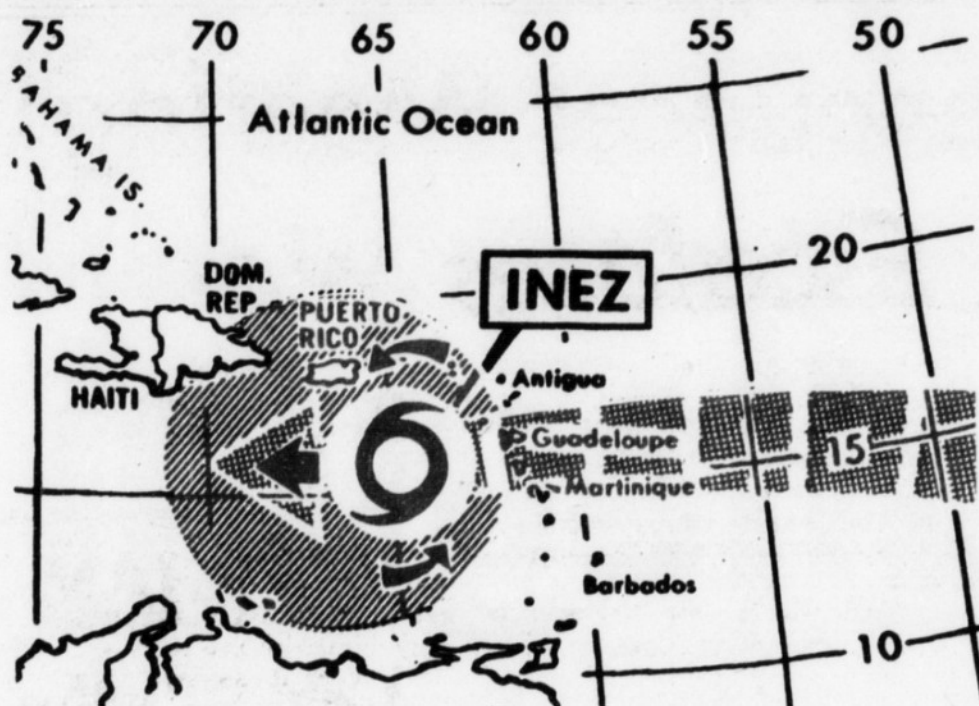 75 70 65 60 55 50
BAHAMA IS.
Atlantic Ocean
20
DOM.
REP.
INEZ
PUERTO
RICO
HAITI
Antigua
Guadeloupe
15
Martinique
Barbados
10